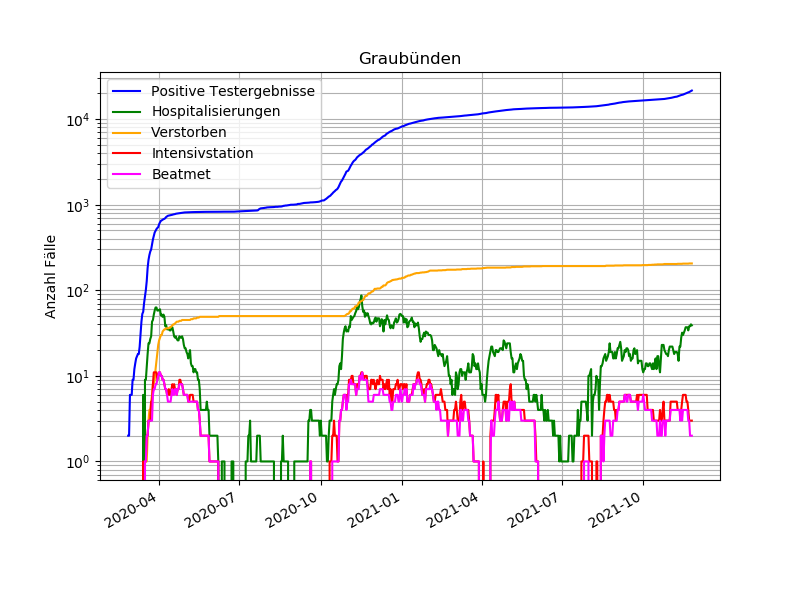 Graubünden
Anzahl Fälle
10⁴
10³
10²
10¹
10⁰
Positive Testergebnisse
Hospitalisierungen
Verstorben
Intensivstation
Beatmet
2020-04
2020-07
2020-10
2021-01
2021-04
2021-07
2021-10